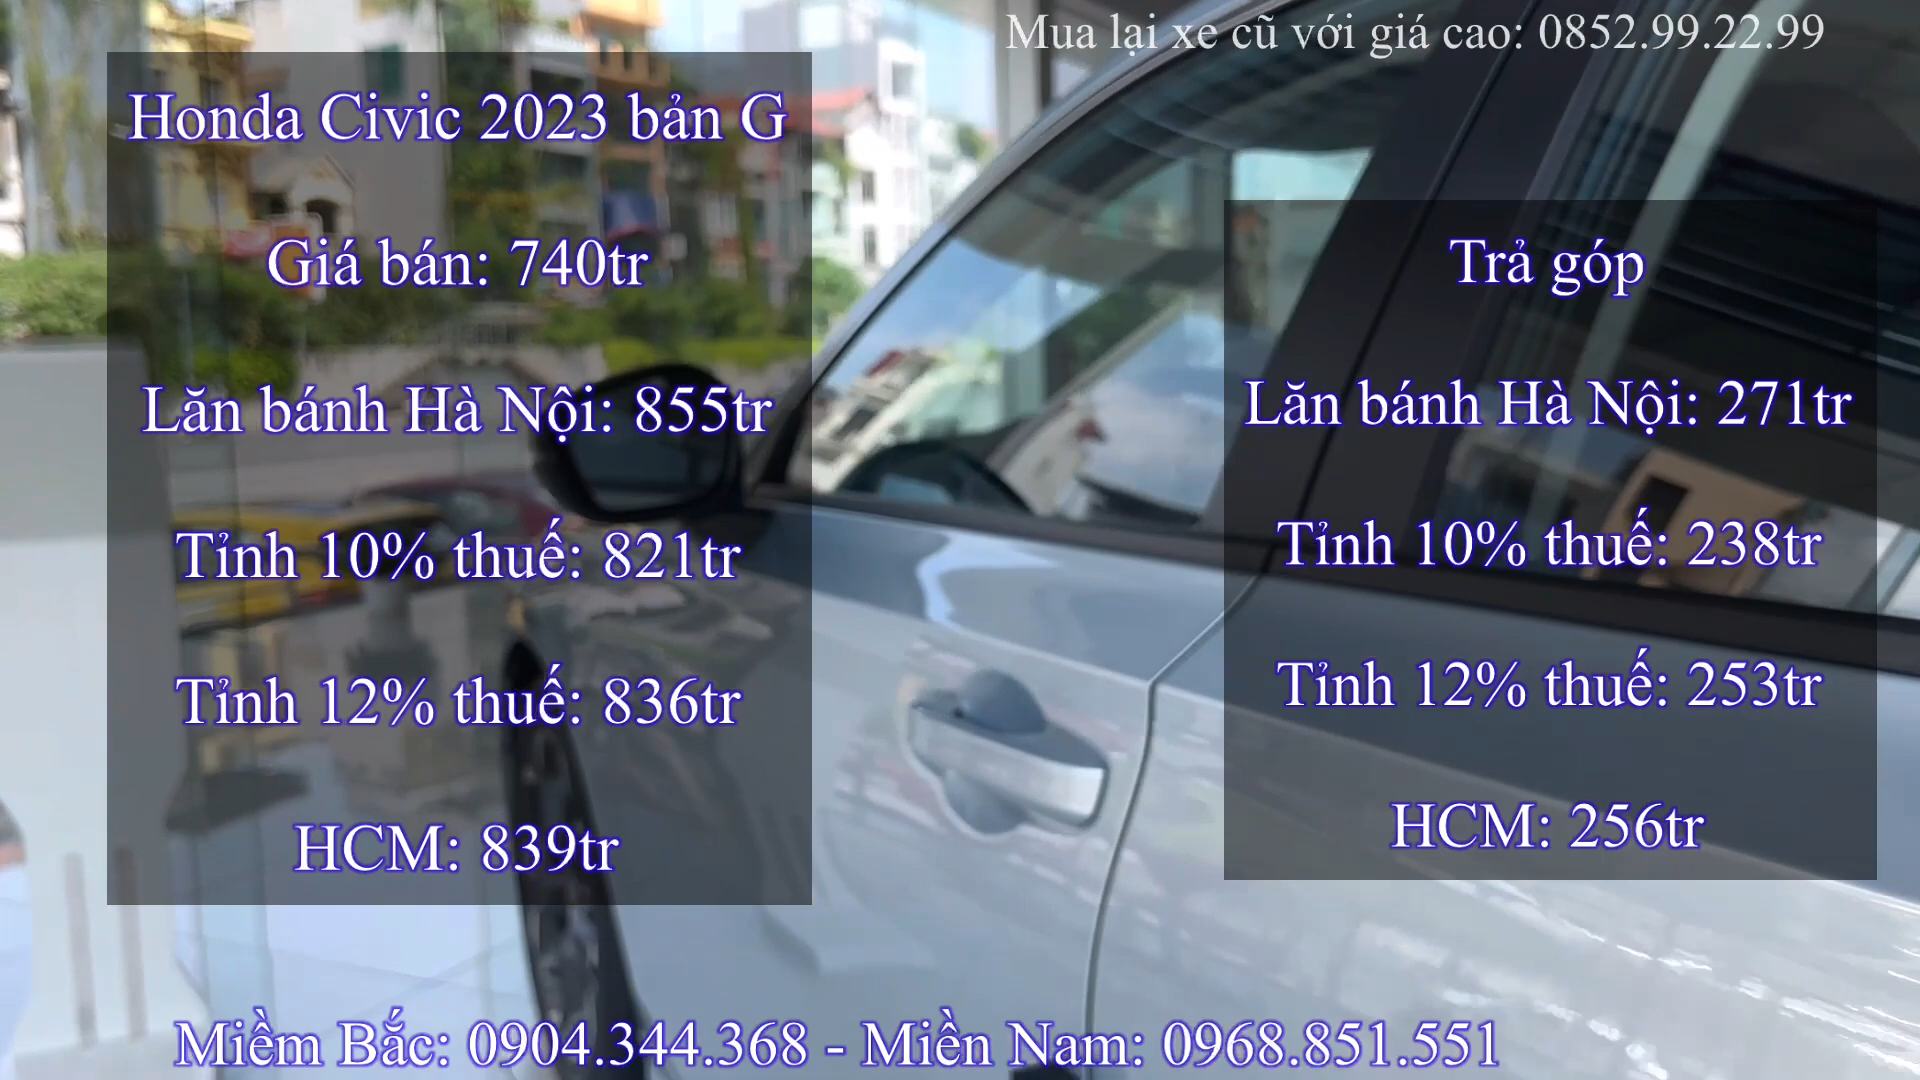 Mua lại xe cũ với giá cao: 0852.99.22.99
Honda Civic 2023 bản G
Giá bán: 740tr
Lăn bánh Hà Nội: 855tr
Tỉnh 10% thuế: 821tr
Tỉnh 12% thuế: 836tr
HCM: 839tr
Trả góp
Lăn bánh Hà Nội: 271tr
Tỉnh 10% thuế: 238tr
Tỉnh 12% thuế: 253tr
HCM: 256tr
Miềm Bắc: 0904.344.368 - Miền Nam: 0968.851.551